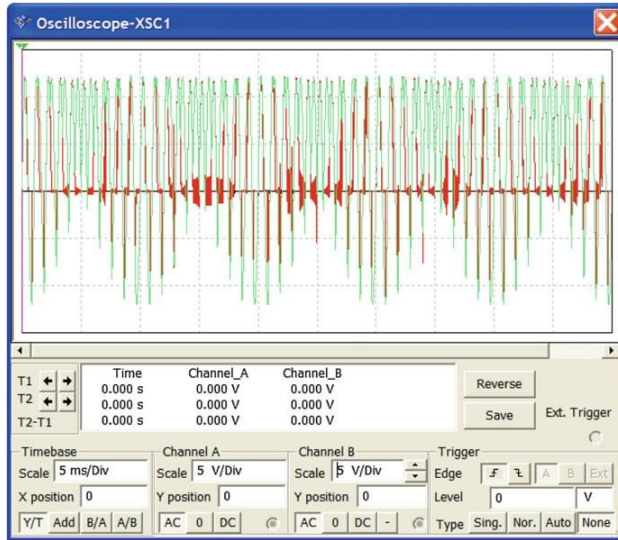 Oscilloscope-XSC1
Time Channel_A Channel_B
T1 0.000 s 0.000 V 0.000 V
T2 0.000 s 0.000 V 0.000 V
T2-T1 0.000 s 0.000 V 0.000 V
Reverse
Save
Ext. Trigger
Timebase
Scale 5 ms/Div
X position 0
Y/T Add B/A A/B
Channel A
Scale 5 V/Div
Y position 0
AC 0 DC
Channel B
Scale 5 V/Div
Y position 0
AC 0 DC -
Trigger
Edge A B Ext
Level 0 V
Type Sing. Nor. Auto None